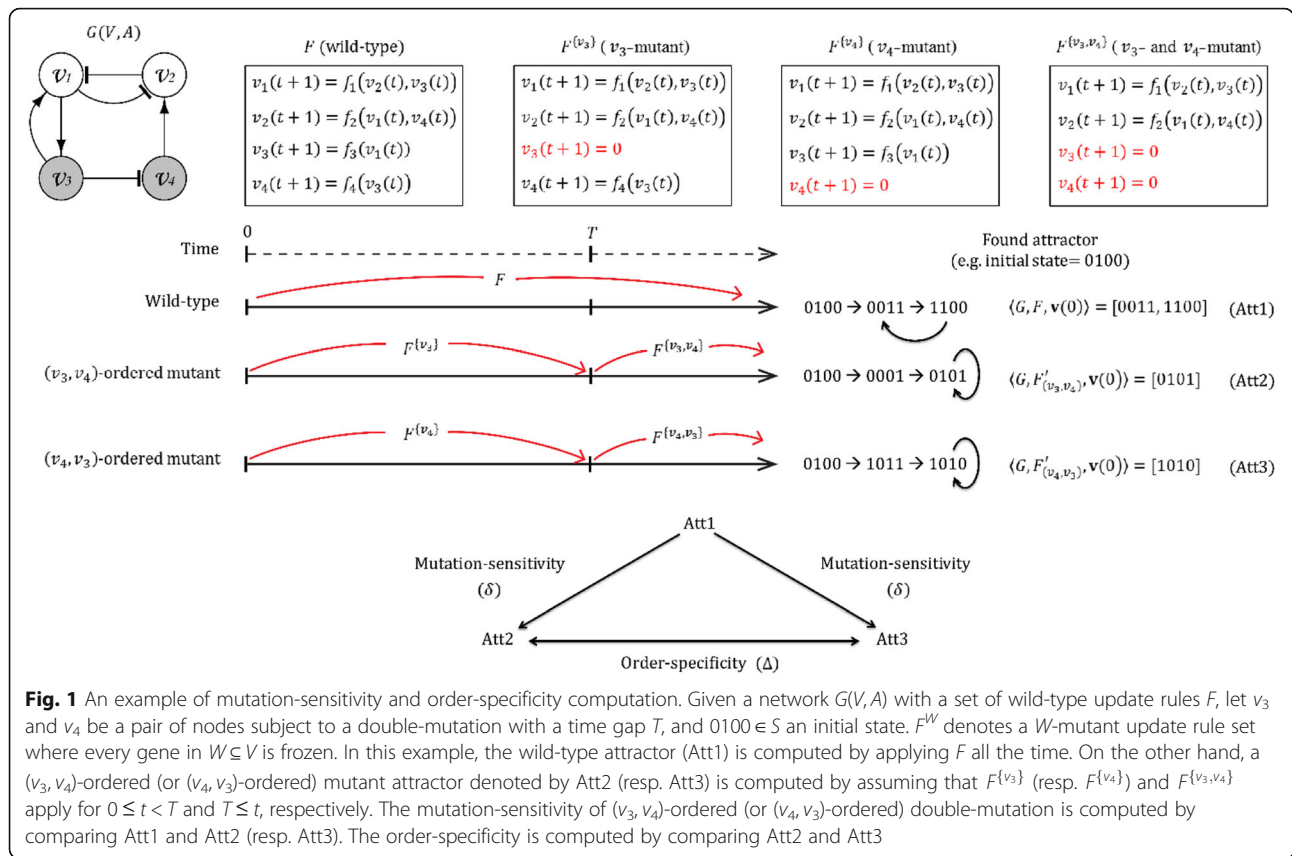 G(V, A)
v1 v2
v3 v4
F (wild-type)
v₁(t + 1) = f₁(v₂(t), v₃(t))
v₂(t + 1) = f₂(v₁(t), v₄(t))
v₃(t + 1) = f₃(v₁(t))
v₄(t + 1) = f₄(v₃(t))
F^{v₃} ( v₃-mutant)
v₁(t + 1) = f₁(v₂(t), v₃(t))
v₂(t + 1) = f₂(v₁(t), v₄(t))
v₃(t + 1) = 0
v₄(t + 1) = f₄(v₃(t))
F^{v₄} ( v₄-mutant)
v₁(t + 1) = f₁(v₂(t), v₃(t))
v₂(t + 1) = f₂(v₁(t), v₄(t))
v₃(t + 1) = f₃(v₁(t))
v₄(t + 1) = 0
F^{v₃,v₄} ( v₃- and v₄-mutant)
v₁(t + 1) = f₁(v₂(t), v₃(t))
v₂(t + 1) = f₂(v₁(t), v₄(t))
v₃(t + 1) = 0
v₄(t + 1) = 0
0 T
Time
Found attractor
(e.g. initial state= 0100)
F
Wild-type
0100 → 0011 → 1100 ⟨G, F, v(0)⟩ = [0011, 1100] (Att1)
F^{v₃} F^{v₃,v₄}
(v₃, v₄)-ordered mutant
0100 → 0001 → 0101 ⟨G, F′(v₃,v₄), v(0)⟩ = [0101] (Att2)
F^{v₄} F^{v₄,v₃}
(v₄, v₃)-ordered mutant
0100 → 1011 → 1010 ⟨G, F′(v₄,v₃), v(0)⟩ = [1010] (Att3)
Att1
Mutation-sensitivity
(δ)
Mutation-sensitivity
(δ)
Att2 Att3
Order-specificity (Δ)
Fig. 1 An example of mutation-sensitivity and order-specificity computation. Given a network G(V, A) with a set of wild-type update rules F, let v₃
and v₄ be a pair of nodes subject to a double-mutation with a time gap T, and 0100 ∈ S an initial state. F^W denotes a W-mutant update rule set
where every gene in W ⊆ V is frozen. In this example, the wild-type attractor (Att1) is computed by applying F all the time. On the other hand, a
(v₃, v₄)-ordered (or (v₄, v₃)-ordered) mutant attractor denoted by Att2 (resp. Att3) is computed by assuming that F^{v₃} (resp. F^{v₄}) and F^{v₃,v₄}
apply for 0 ≤ t < T and T ≤ t, respectively. The mutation-sensitivity of (v₃, v₄)-ordered (or (v₄, v₃)-ordered) double-mutation is computed by
comparing Att1 and Att2 (resp. Att3). The order-specificity is computed by comparing Att2 and Att3